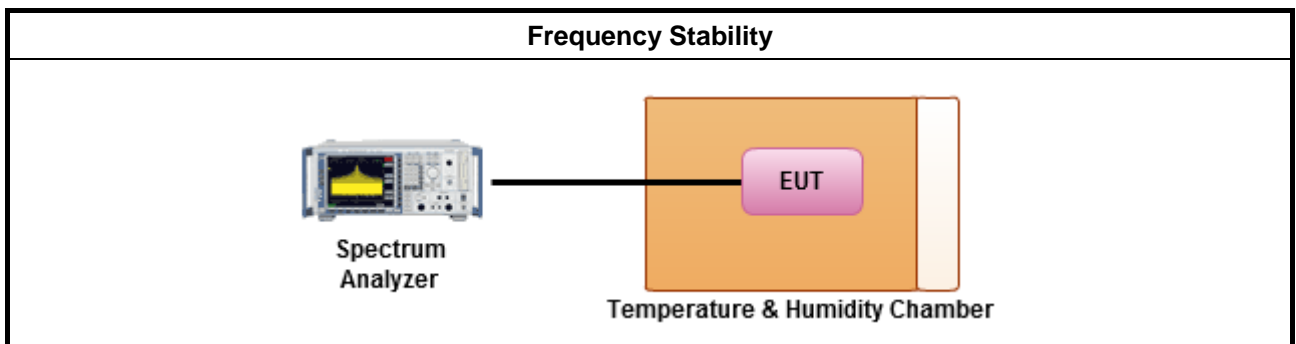 Frequency Stability
EUT
Spectrum
Analyzer
Temperature & Humidity Chamber